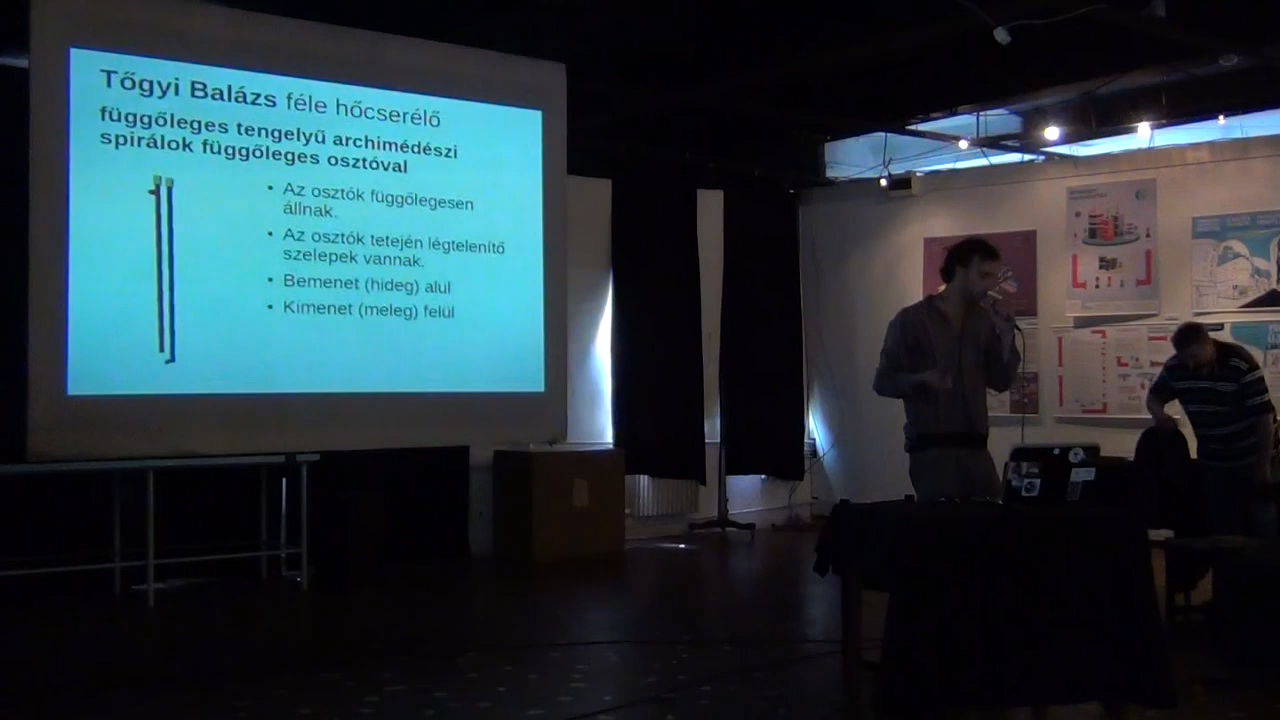 Tőgyi Balázs féle hőcserélő
függőleges tengelyű archimédészi
spirálok függőleges osztóval
• Az osztók függőlegesen
állnak.
• Az osztók tetején légtelenítő
szelepek vannak.
• Bemenet (hideg) alul
• Kimenet (meleg) felül